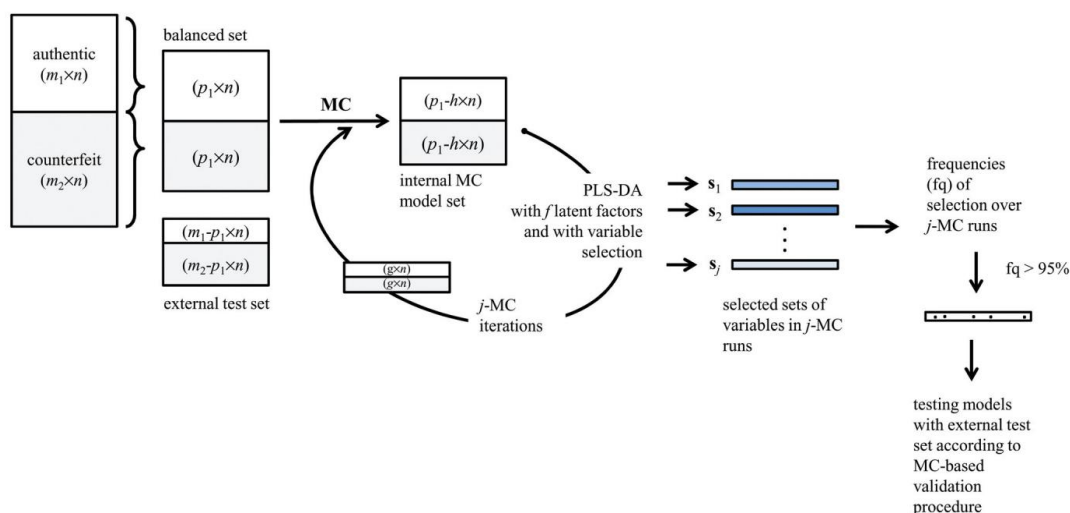 authentic
(m₁×n)
counterfeit
(m₂×n)
balanced set
(p₁×n)
(p₁×n)
(m₁-p₁×n)
(m₂-p₁×n)
external test set
MC
(p₁-h×n)
(p₁-h×n)
internal MC
model set
(g×n)
(g×n)
j-MC
iterations
PLS-DA
with f latent factors
and with variable
selection
s₁
s₂
⋮
sⱼ
selected sets of
variables in j-MC
runs
frequencies
(fq) of
selection over
j-MC runs
fq > 95%
testing models
with external test
set according to
MC-based
validation
procedure